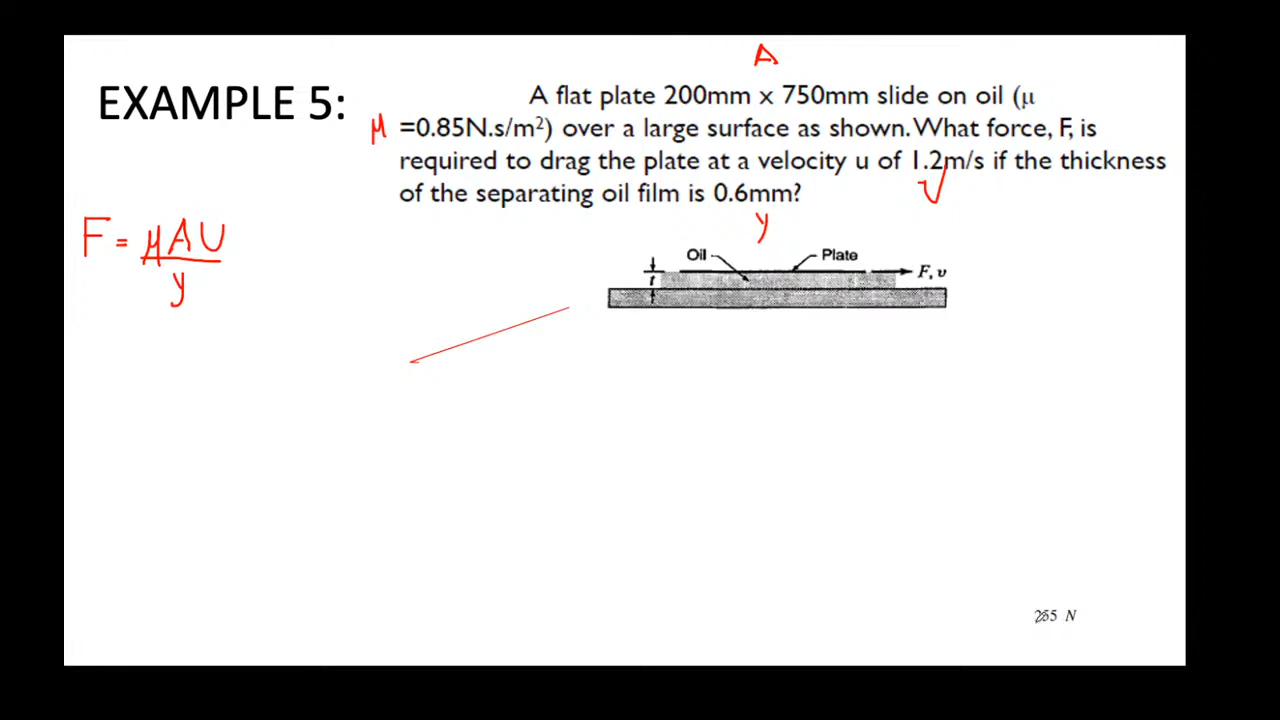 A
EXAMPLE 5:
A flat plate 200mm x 750mm slide on oil (μ
μ =0.85N.s/m²) over a large surface as shown. What force, F, is
required to drag the plate at a velocity u of 1.2m/s if the thickness
of the separating oil film is 0.6mm?
F = μAU
y
y
Oil
Plate
t
F, v
N